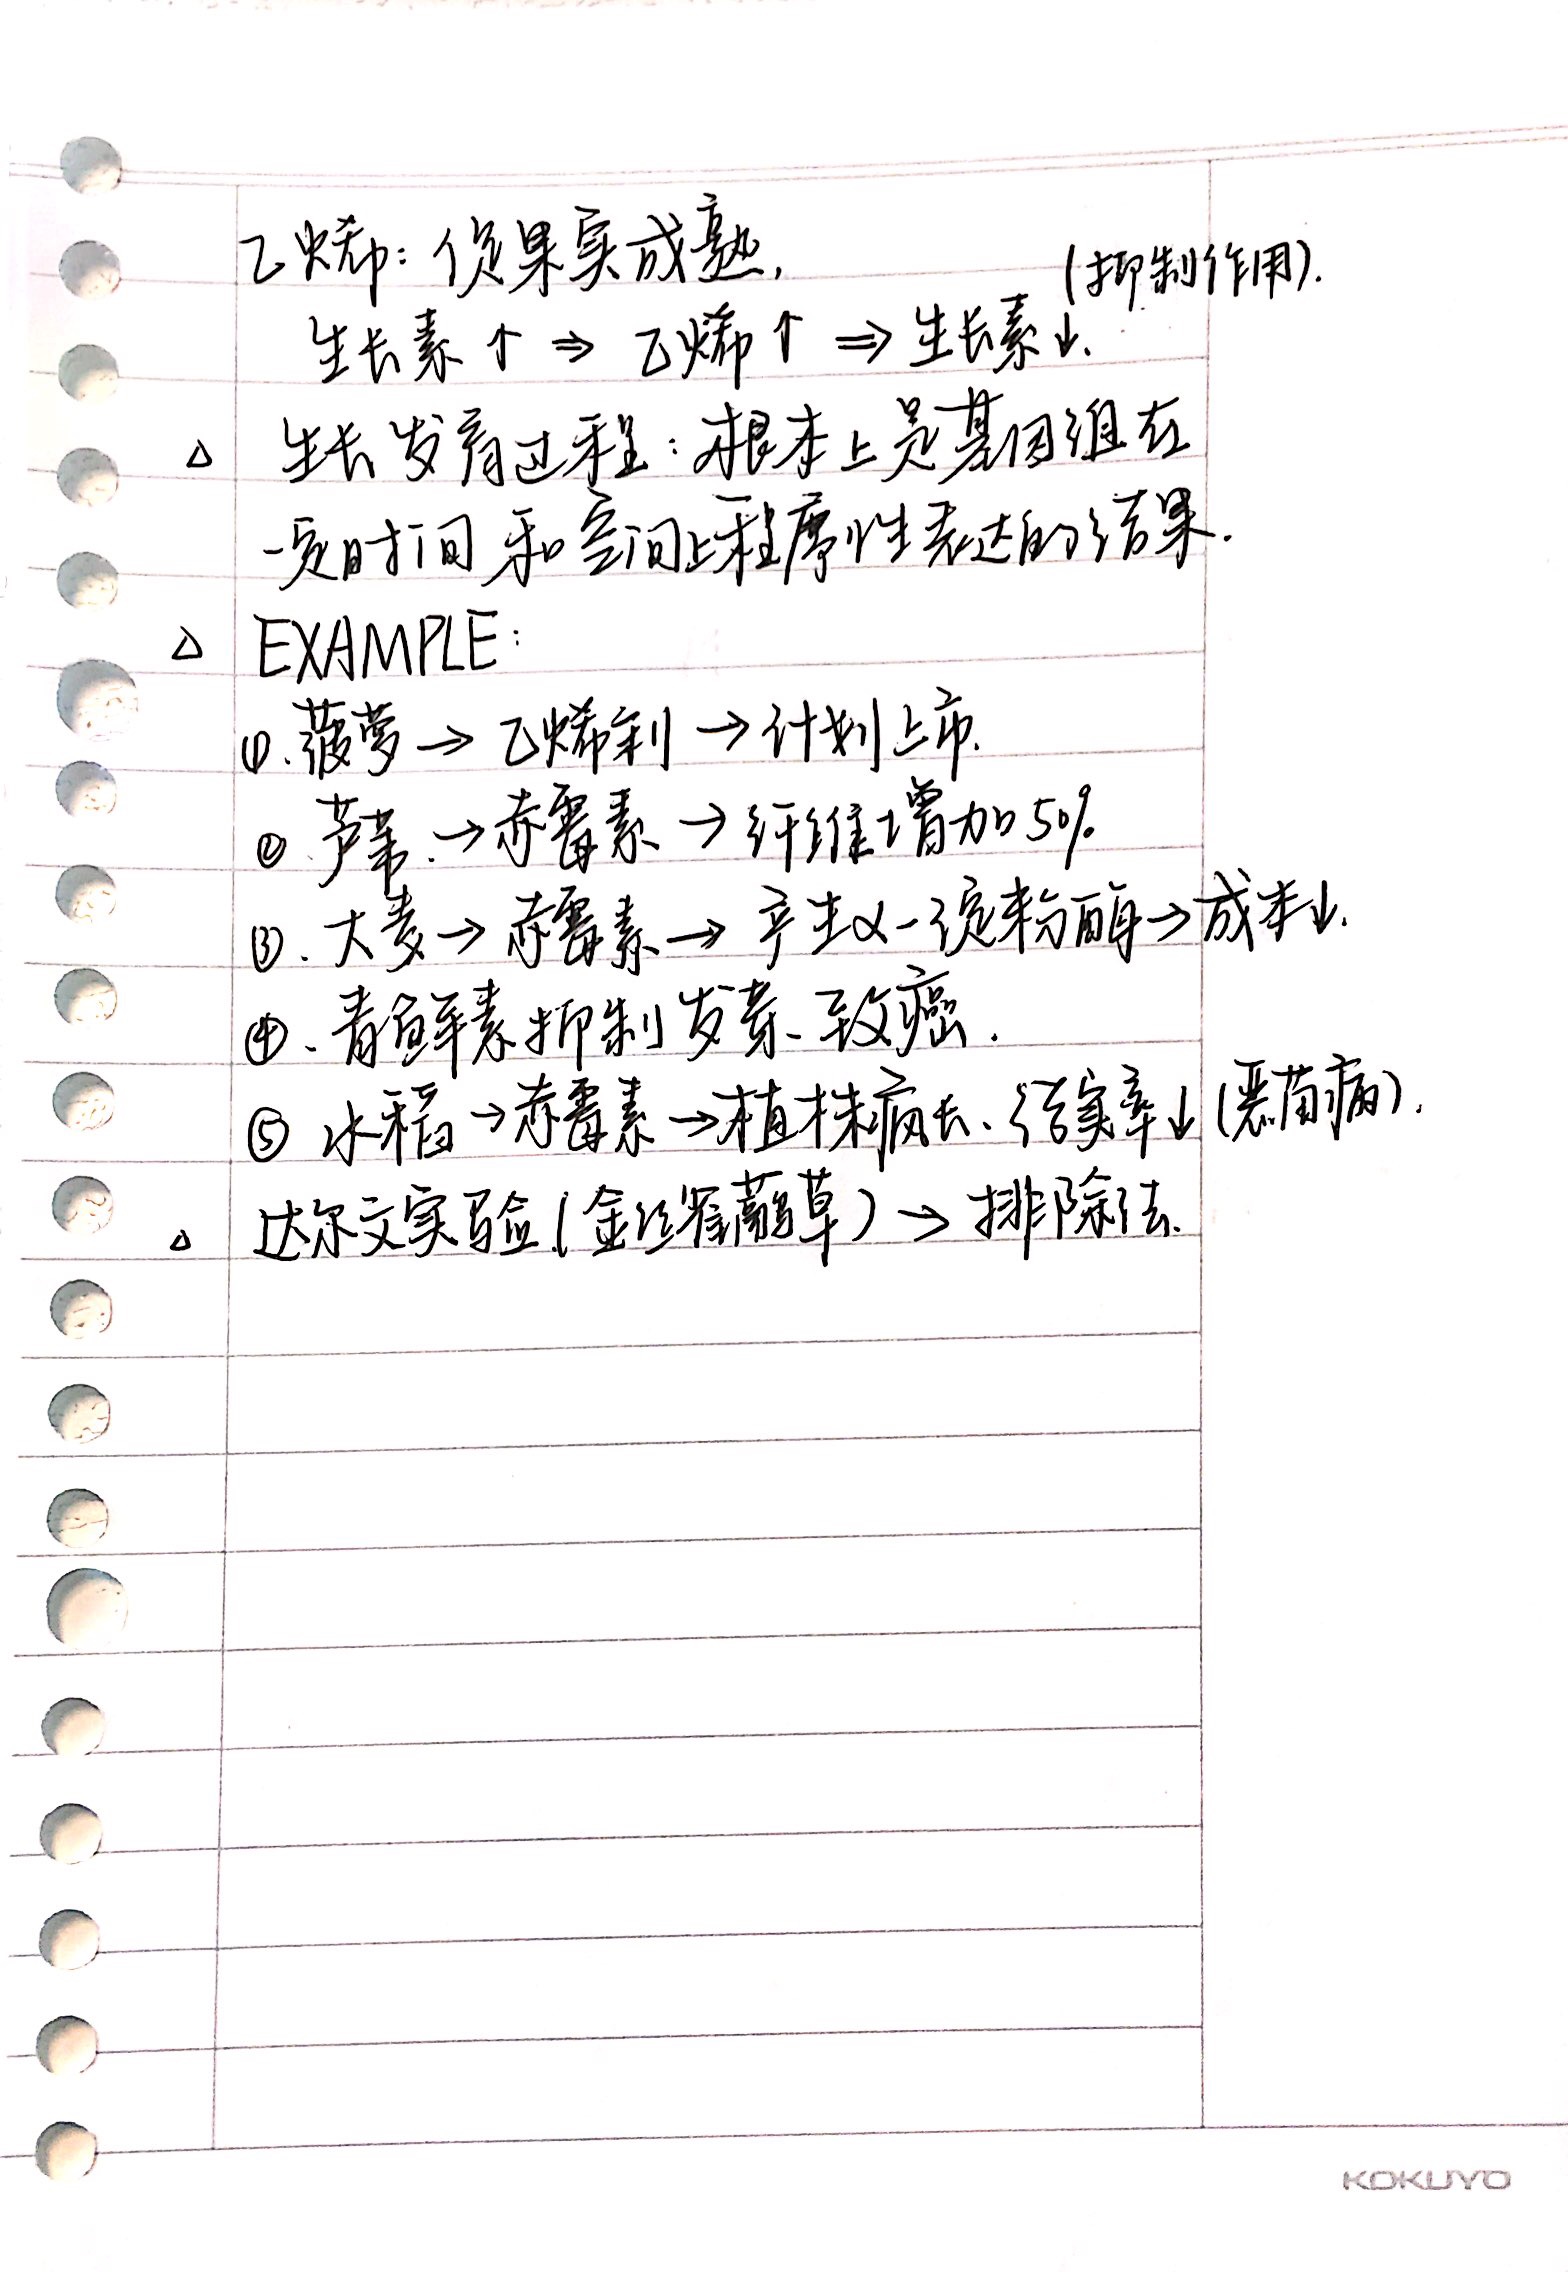 乙烯：促果实成熟．
(抑制作用)．
生长素↑ ⇒ 乙烯↑ ⇒ 生长素↓．
△ 生长发育过程：根本上是基因组在
一定时间和空间上程序性表达的结果．
△ EXAMPLE：
①．菠萝→乙烯利→计划上市．
②．芦苇．→赤霉素→纤维增加50%
③．大麦→赤霉素→产生α-淀粉酶→成本↓．
④、青鲜素抑制发芽、致癌．
⑤ 水稻→赤霉素→植株疯长、结实率↓(恶苗病)．
△ 达尔文实验(金丝雀虉草)→排除法．
KOKUYO